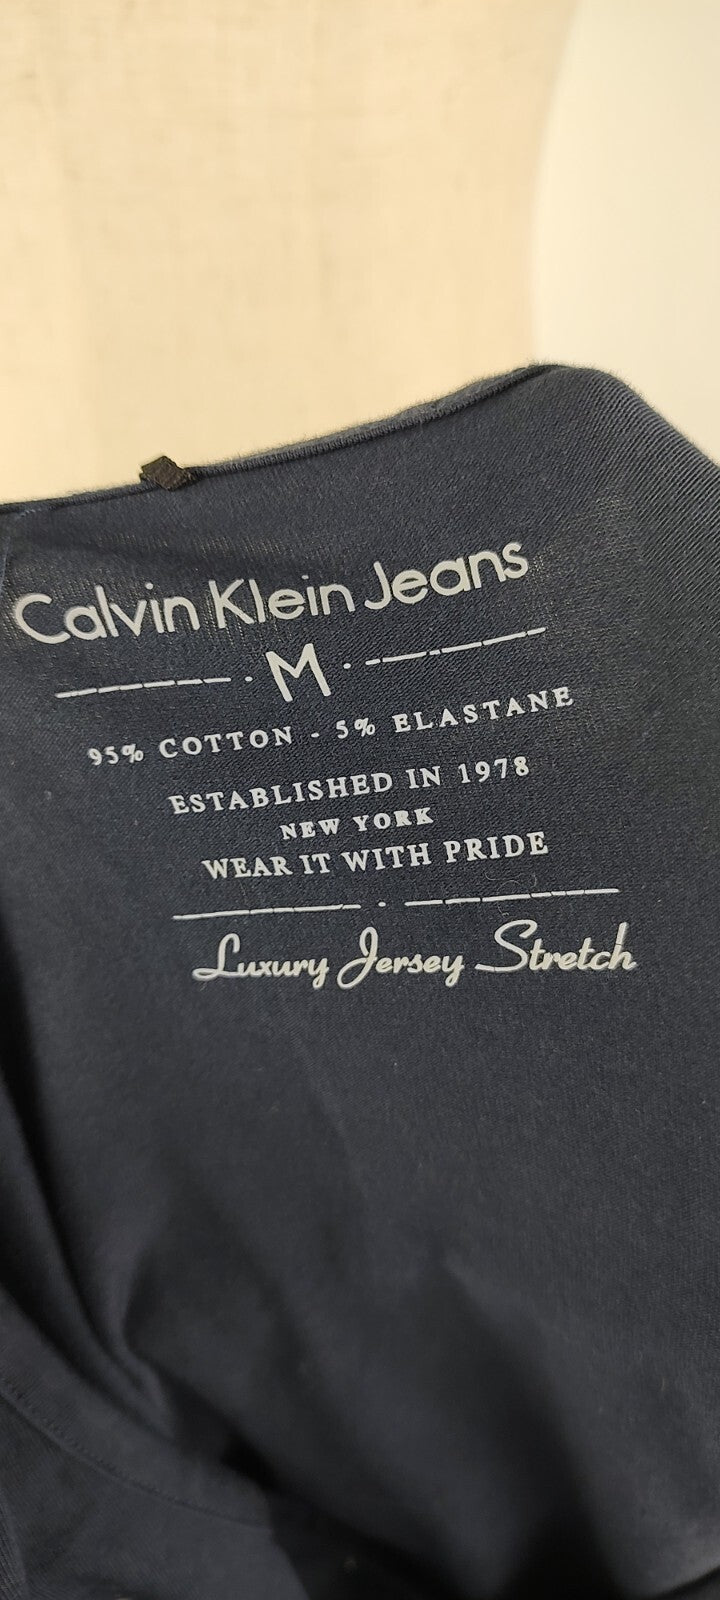 Calvin Klein Jeans
M
95% COTTON - 5% ELASTANE
ESTABLISHED IN 1978
NEW YORK
WEAR IT WITH PRIDE
Luxury Jersey Stretch